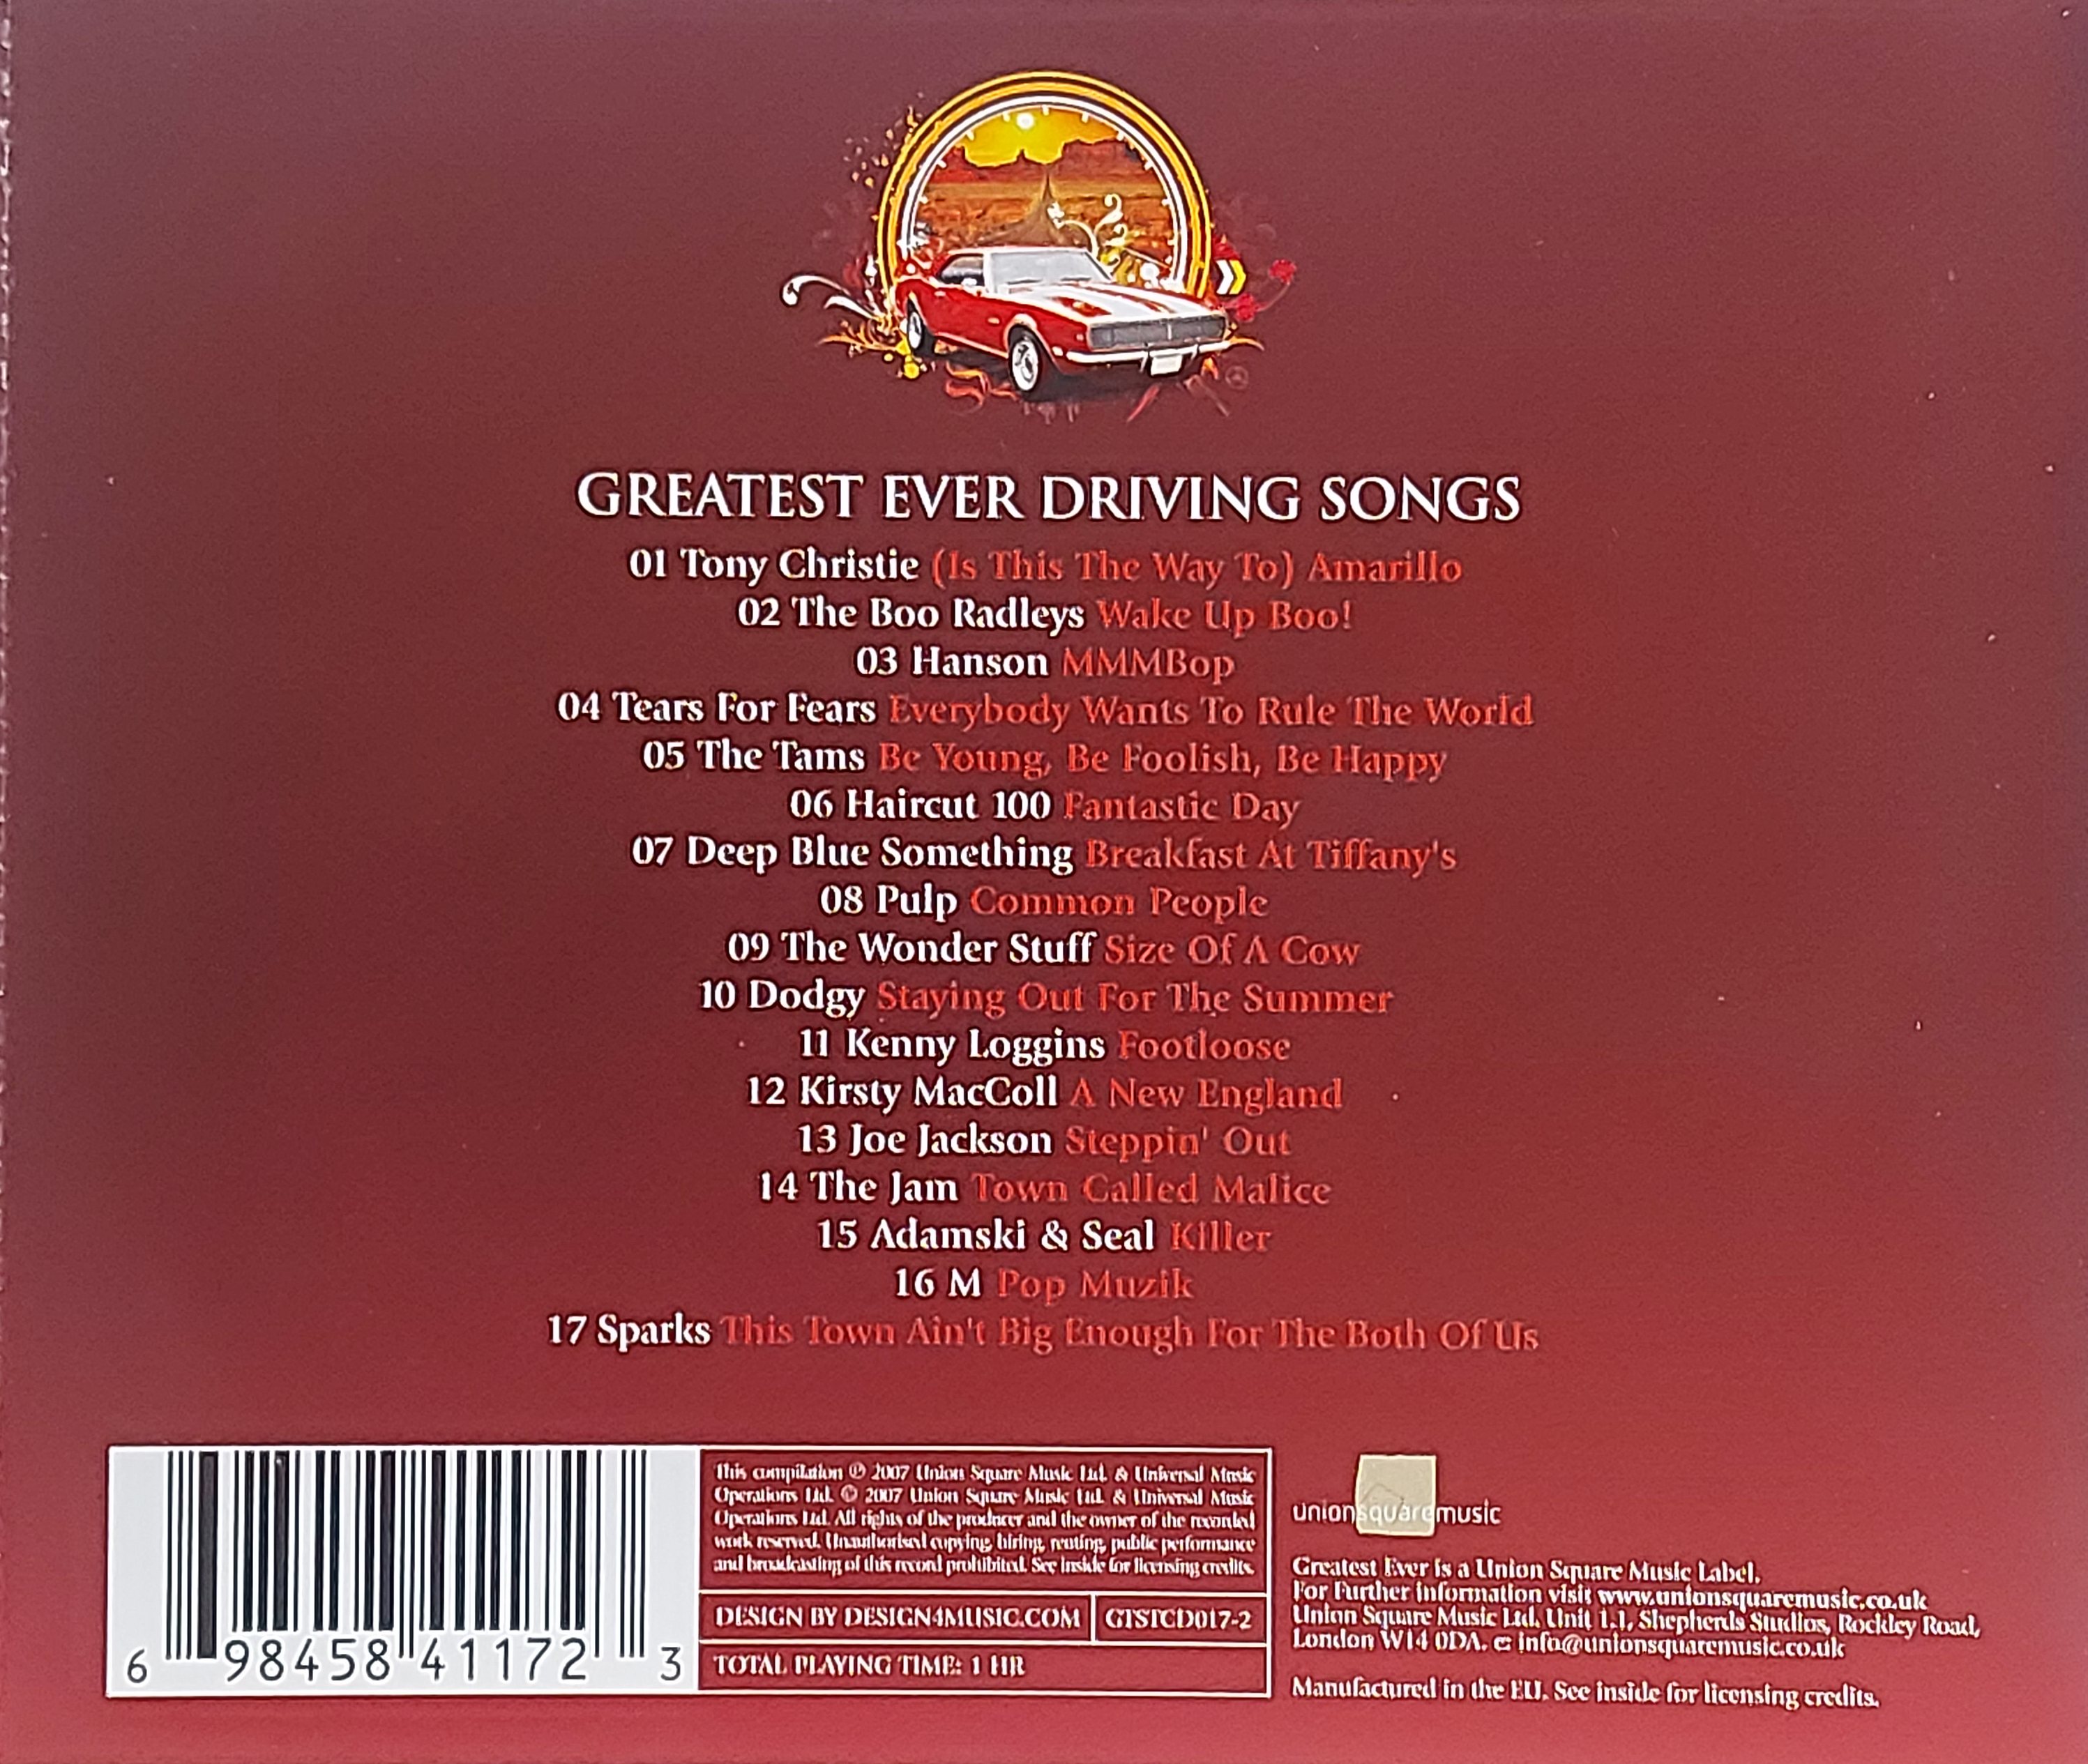 GREATEST EVER DRIVING SONGS
01 Tony Christie (Is This The Way To) Amarillo
02 The Boo Radleys Wake Up Boo!
03 Hanson MMMBop
04 Tears For Fears Everybody Wants To Rule The World
05 The Tams Be Young, Be Foolish, Be Happy
06 Haircut 100 Fantastic Day
07 Deep Blue Something Breakfast At Tiffany's
08 Pulp Common People
09 The Wonder Stuff Size Of A Cow
10 Dodgy Staying Out For The Summer
11 Kenny Loggins Footloose
12 Kirsty MacColl A New England
13 Joe Jackson Steppin' Out
14 The Jam Town Called Malice
15 Adamski & Seal Killer
16 M Pop Muzik
17 Sparks This Town Ain't Big Enough For The Both Of Us
6 98458 41172 3
This compilation ℗ 2007 Union Square Music Ltd. & Universal Music
Operations Ltd. © 2007 Union Square Music Ltd. & Universal Music
Operations Ltd. All rights of the producer and the owner of the recorded
work reserved. Unauthorised copying, hiring, renting, public performance
and broadcasting of this record prohibited. See inside for licensing credits.
DESIGN BY DESIGN4MUSIC.COM
GTSTCD017-2
TOTAL PLAYING TIME: 1 HR
unionsquaremusic
Greatest Ever is a Union Square Music Label.
For Further information visit www.unionsquaremusic.co.uk
Union Square Music Ltd, Unit 1.1, Shepherds Studios, Rockley Road,
London W14 0DA. e: info@unionsquaremusic.co.uk
Manufactured in the EU. See inside for licensing credits.